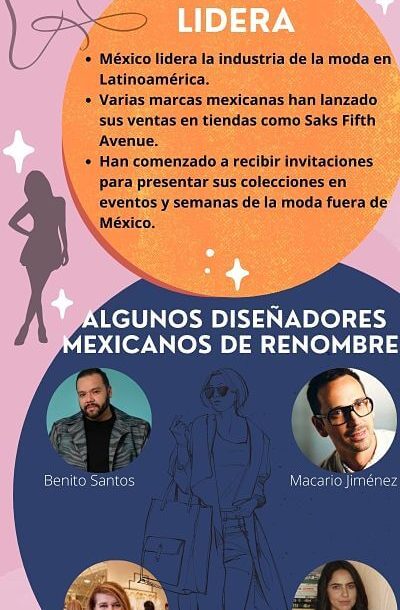 LIDERA
• México lidera la industria de la moda en
Latinoamérica.
• Varias marcas mexicanas han lanzado
sus ventas en tiendas como Saks Fifth
Avenue.
• Han comenzado a recibir invitaciones
para presentar sus colecciones en
eventos y semanas de la moda fuera de
México.
ALGUNOS DISEÑADORES
MEXICANOS DE RENOMBRE
Benito Santos
Macario Jiménez